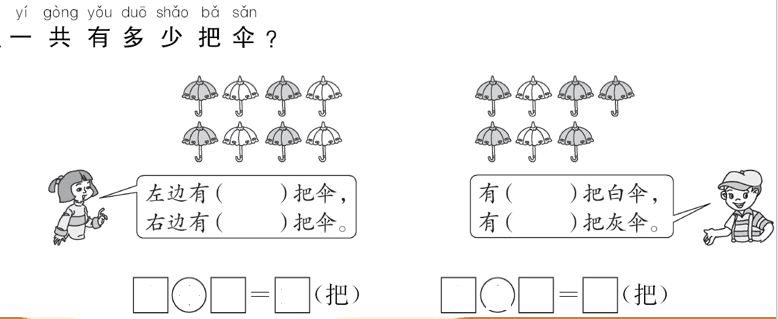 yí gòng yǒu duō shǎo bǎ sǎn
一共有多少把伞?
左边有( )把伞，
右边有( )把伞。
有( )把白伞，
有( )把灰伞。
□○□=□(把)
□○□=□(把)